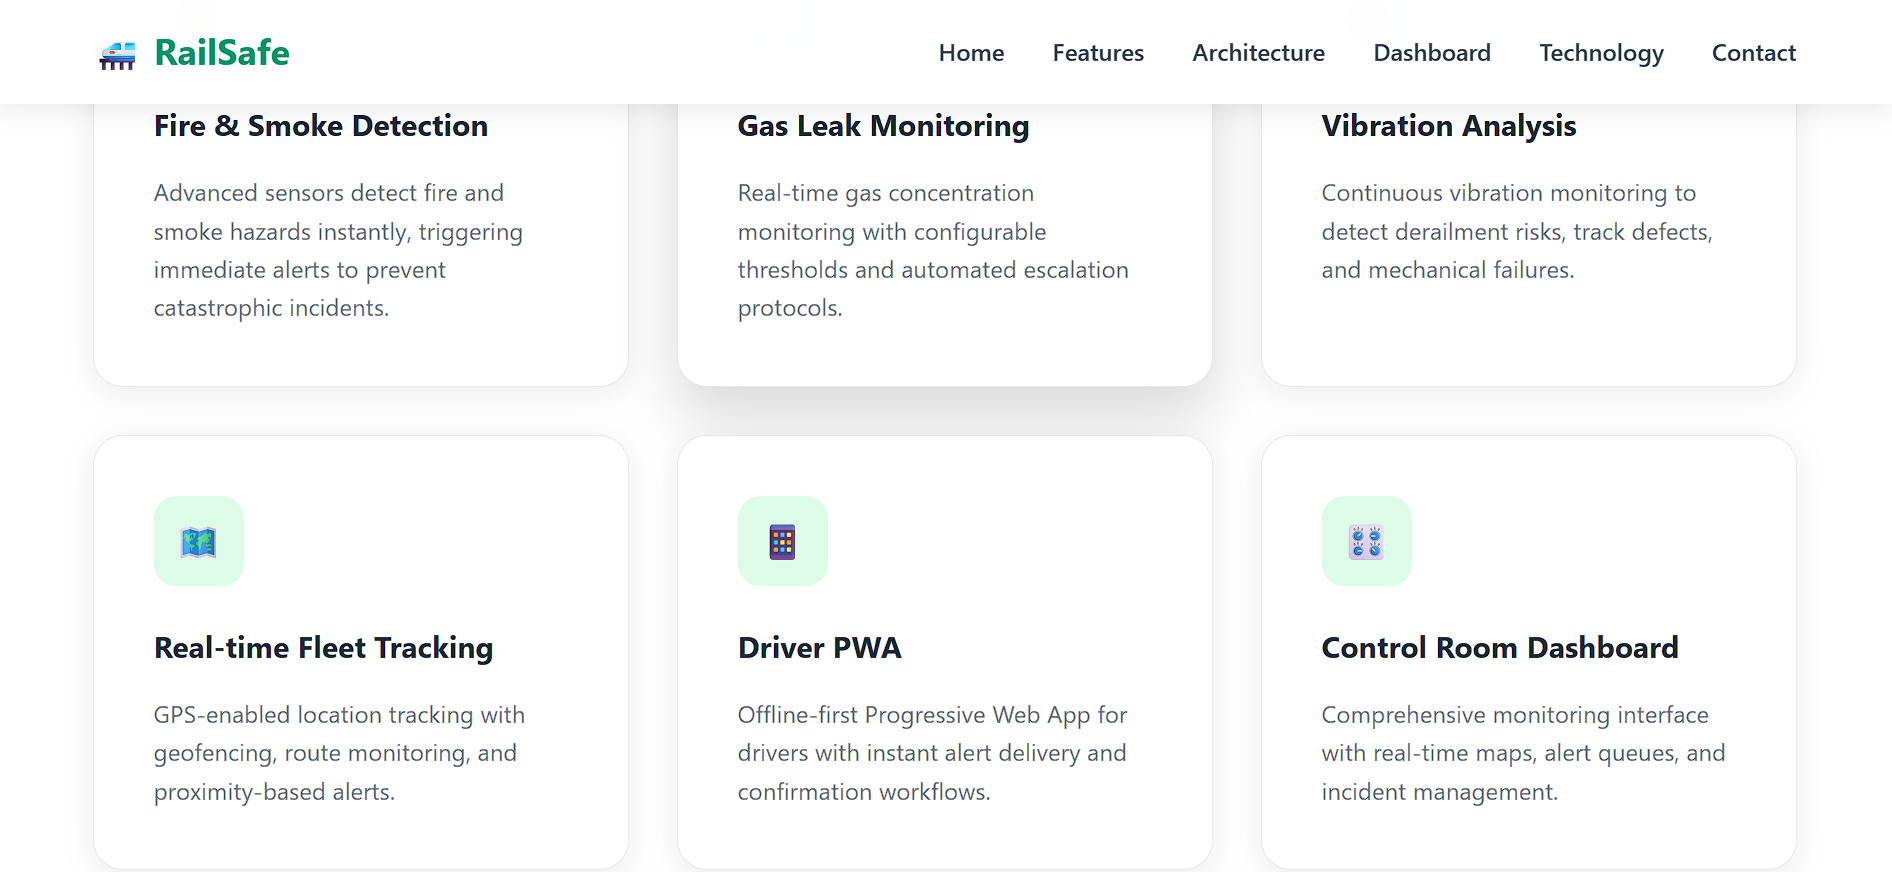 RailSafe
Home
Features
Architecture
Dashboard
Technology
Contact
Fire & Smoke Detection
Advanced sensors detect fire and
smoke hazards instantly, triggering
immediate alerts to prevent
catastrophic incidents.
Gas Leak Monitoring
Real-time gas concentration
monitoring with configurable
thresholds and automated escalation
protocols.
Vibration Analysis
Continuous vibration monitoring to
detect derailment risks, track defects,
and mechanical failures.
Real-time Fleet Tracking
GPS-enabled location tracking with
geofencing, route monitoring, and
proximity-based alerts.
Driver PWA
Offline-first Progressive Web App for
drivers with instant alert delivery and
confirmation workflows.
Control Room Dashboard
Comprehensive monitoring interface
with real-time maps, alert queues, and
incident management.